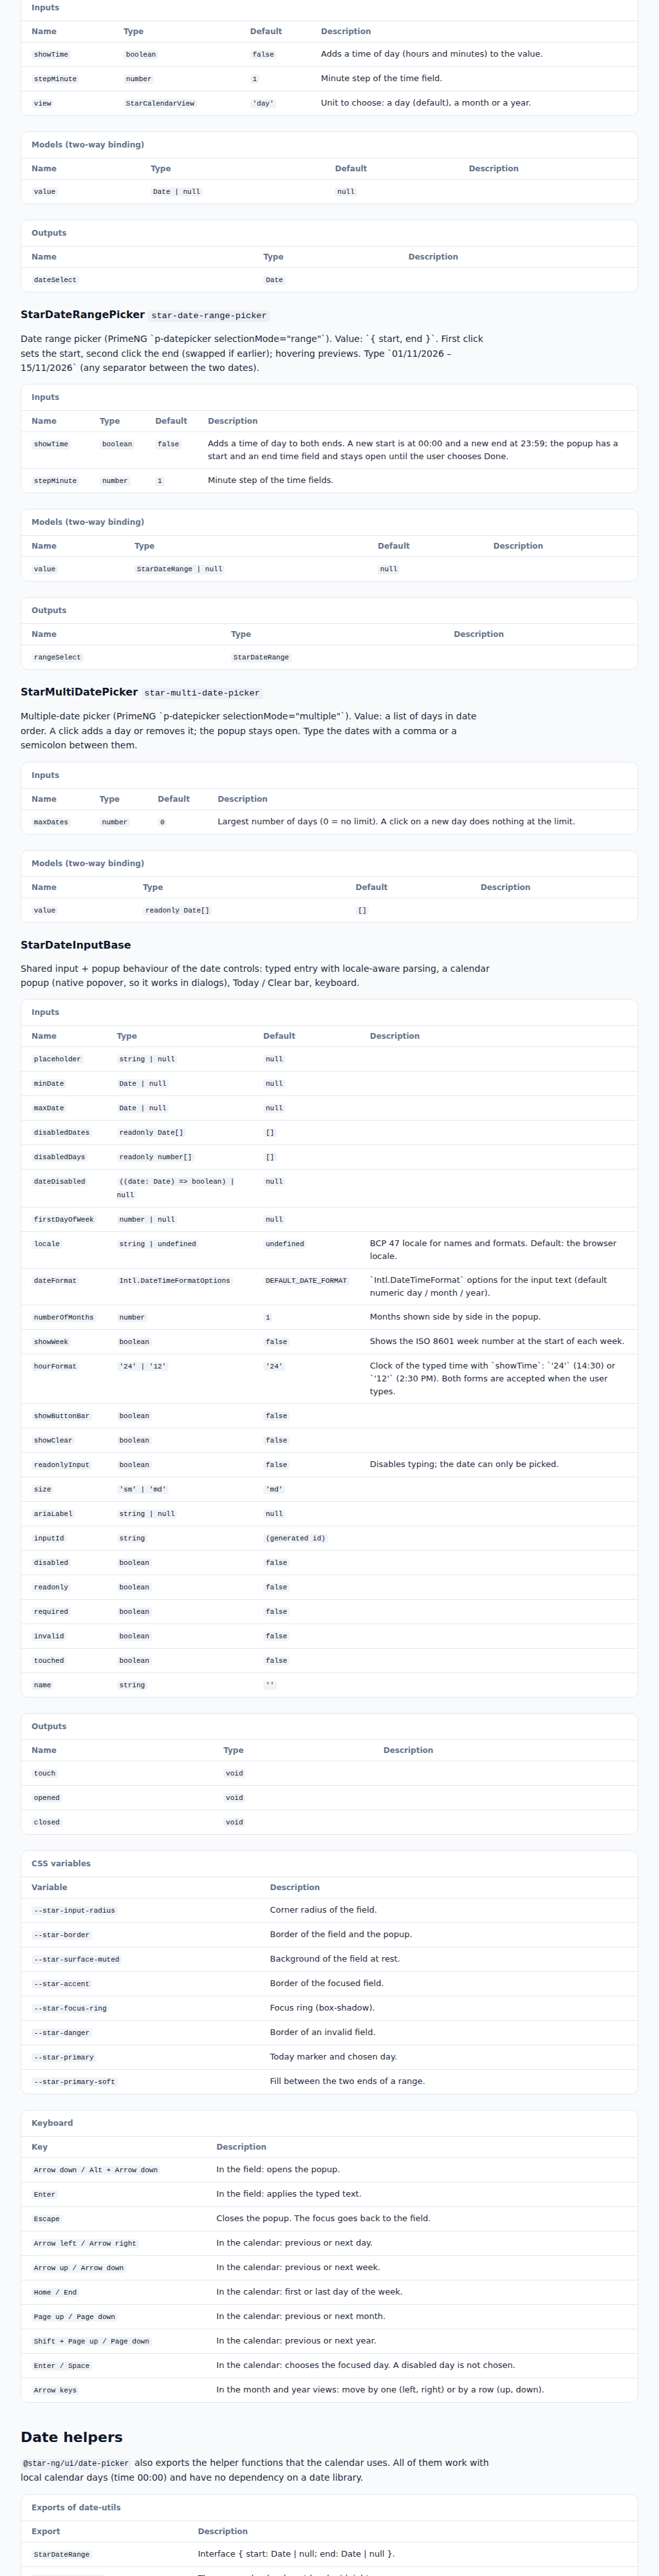 Inputs
Name Type Default Description
showTime boolean false Adds a time of day (hours and minutes) to the value.
stepMinute number 1 Minute step of the time field.
view StarCalendarView 'day' Unit to choose: a day (default), a month or a year.
Models (two-way binding)
Name Type Default Description
value Date | null null
Outputs
Name Type Description
dateSelect Date
StarDateRangePicker star-date-range-picker
Date range picker (PrimeNG `p-datepicker selectionMode="range"`). Value: `{ start, end }`. First click
sets the start, second click the end (swapped if earlier); hovering previews. Type `01/11/2026 –
15/11/2026` (any separator between the two dates).
Inputs
Name Type Default Description
showTime boolean false Adds a time of day to both ends. A new start is at 00:00 and a new end at 23:59; the popup has a
start and an end time field and stays open until the user chooses Done.
stepMinute number 1 Minute step of the time fields.
Models (two-way binding)
Name Type Default Description
value StarDateRange | null null
Outputs
Name Type Description
rangeSelect StarDateRange
StarMultiDatePicker star-multi-date-picker
Multiple-date picker (PrimeNG `p-datepicker selectionMode="multiple"`). Value: a list of days in date
order. A click adds a day or removes it; the popup stays open. Type the dates with a comma or a
semicolon between them.
Inputs
Name Type Default Description
maxDates number 0 Largest number of days (0 = no limit). A click on a new day does nothing at the limit.
Models (two-way binding)
Name Type Default Description
value readonly Date[] []
StarDateInputBase
Shared input + popup behaviour of the date controls: typed entry with locale-aware parsing, a calendar
popup (native popover, so it works in dialogs), Today / Clear bar, keyboard.
Inputs
Name Type Default Description
placeholder string | null null
minDate Date | null null
maxDate Date | null null
disabledDates readonly Date[] []
disabledDays readonly number[] []
dateDisabled ((date: Date) => boolean) | null
null
firstDayOfWeek number | null null
locale string | undefined undefined BCP 47 locale for names and formats. Default: the browser
locale.
dateFormat Intl.DateTimeFormatOptions DEFAULT_DATE_FORMAT `Intl.DateTimeFormat` options for the input text (default
numeric day / month / year).
numberOfMonths number 1 Months shown side by side in the popup.
showWeek boolean false Shows the ISO 8601 week number at the start of each week.
hourFormat '24' | '12' '24' Clock of the typed time with `showTime`: `'24'` (14:30) or
`'12'` (2:30 PM). Both forms are accepted when the user
types.
showButtonBar boolean false
showClear boolean false
readonlyInput boolean false Disables typing; the date can only be picked.
size 'sm' | 'md' 'md'
ariaLabel string | null null
inputId string (generated id)
disabled boolean false
readonly boolean false
required boolean false
invalid boolean false
touched boolean false
name string ''
Outputs
Name Type Description
touch void
opened void
closed void
CSS variables
Variable Description
--star-input-radius Corner radius of the field.
--star-border Border of the field and the popup.
--star-surface-muted Background of the field at rest.
--star-accent Border of the focused field.
--star-focus-ring Focus ring (box-shadow).
--star-danger Border of an invalid field.
--star-primary Today marker and chosen day.
--star-primary-soft Fill between the two ends of a range.
Keyboard
Key Description
Arrow down / Alt + Arrow down In the field: opens the popup.
Enter In the field: applies the typed text.
Escape Closes the popup. The focus goes back to the field.
Arrow left / Arrow right In the calendar: previous or next day.
Arrow up / Arrow down In the calendar: previous or next week.
Home / End In the calendar: first or last day of the week.
Page up / Page down In the calendar: previous or next month.
Shift + Page up / Page down In the calendar: previous or next year.
Enter / Space In the calendar: chooses the focused day. A disabled day is not chosen.
Arrow keys In the month and year views: move by one (left, right) or by a row (up, down).
Date helpers
@star-ng/ui/date-picker also exports the helper functions that the calendar uses. All of them work with
local calendar days (time 00:00) and have no dependency on a date library.
Exports of date-utils
Export Description
StarDateRange Interface { start: Date | null; end: Date | null }.